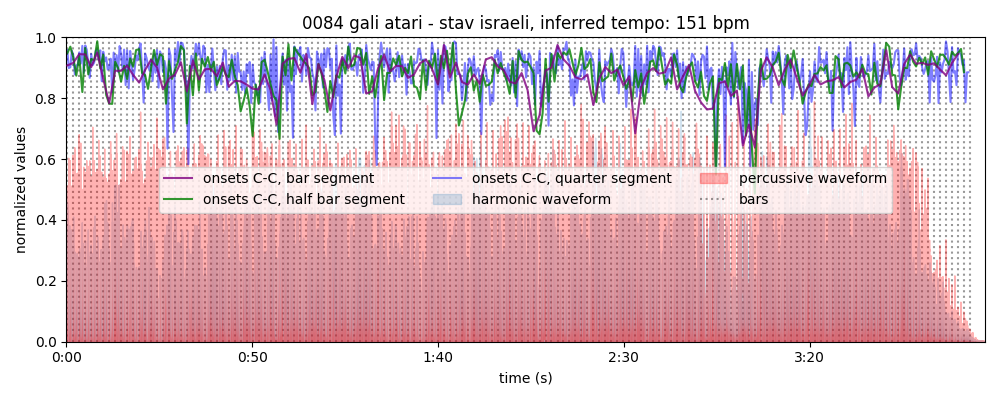 0084 gali atari - stav israeli, inferred tempo: 151 bpm
1.0
0.8
0.6
0.4
0.2
0.0
normalized values
onsets C-C, bar segment
onsets C-C, half bar segment
onsets C-C, quarter segment
harmonic waveform
percussive waveform
bars
0:00
0:50
1:40
2:30
3:20
time (s)